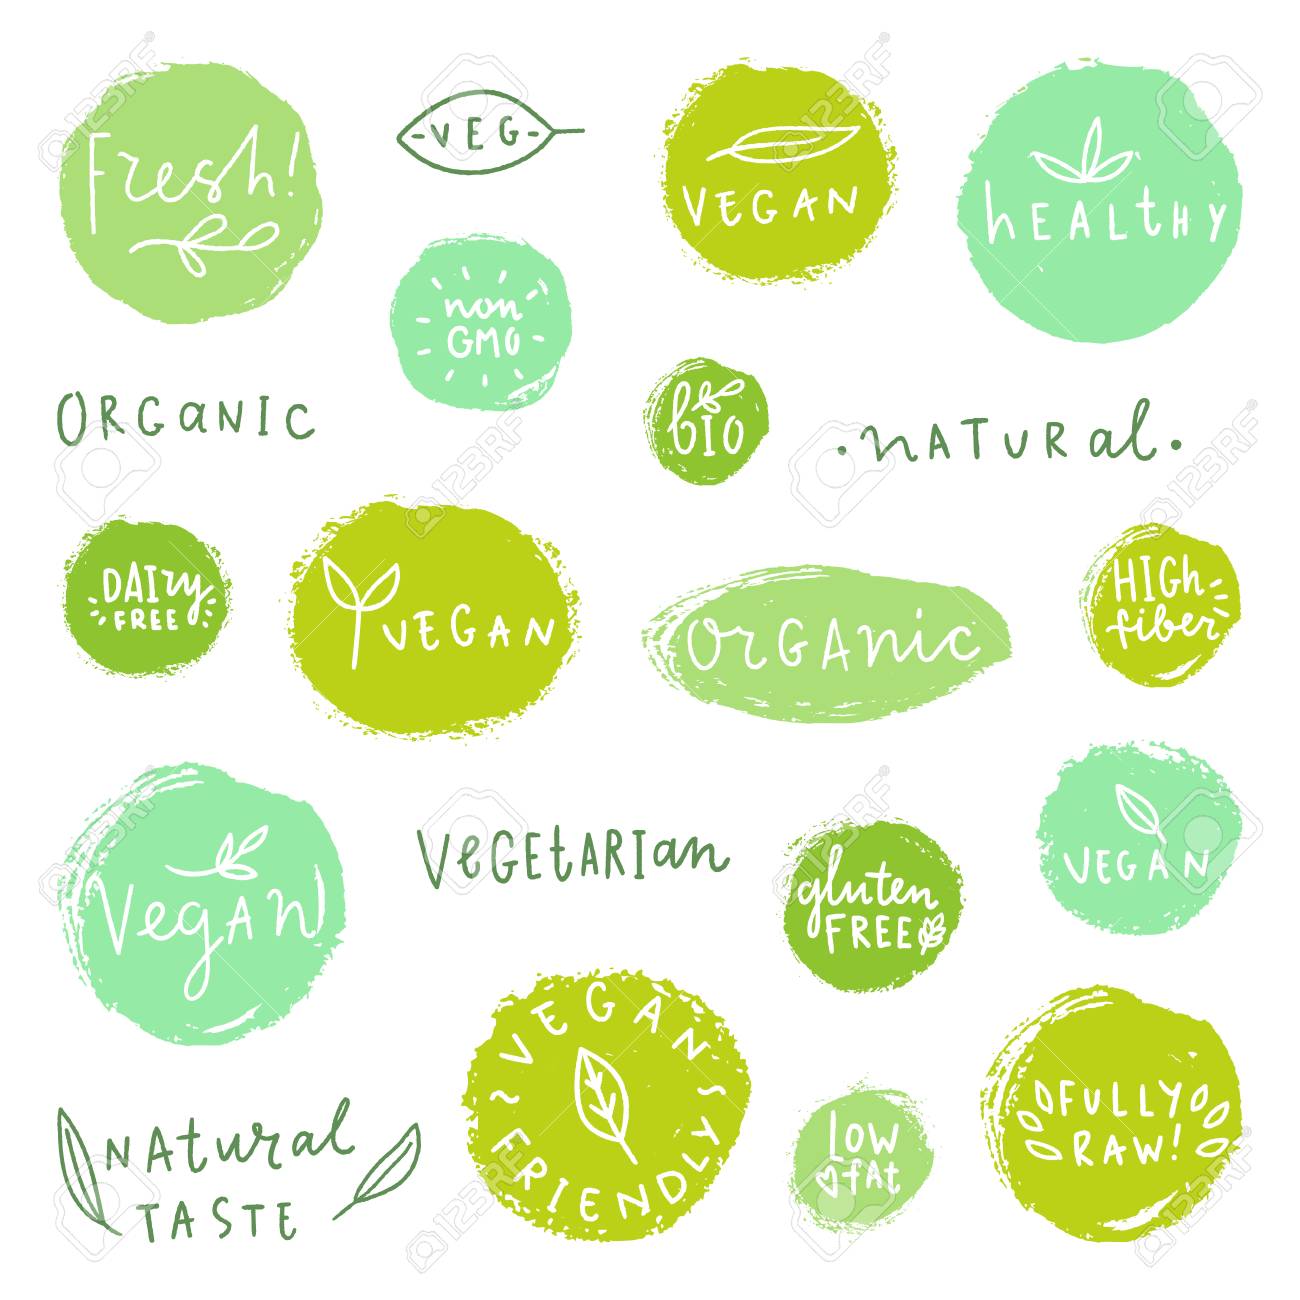 Fresh!
-VEG-
VEGAN
hEALthy
non
GMO
ORGaNIC
bIO
•NATURal•
DAIry
FREE
VEGAN
OrGAnic
HIGh
fiber
VegAN
VeGEtARIan
gluten
FREE
VEGAN
VEGAN
FRIENDLY
NAtural
TASTE
lOW
fAt
FULLY
RAW!
©123RF